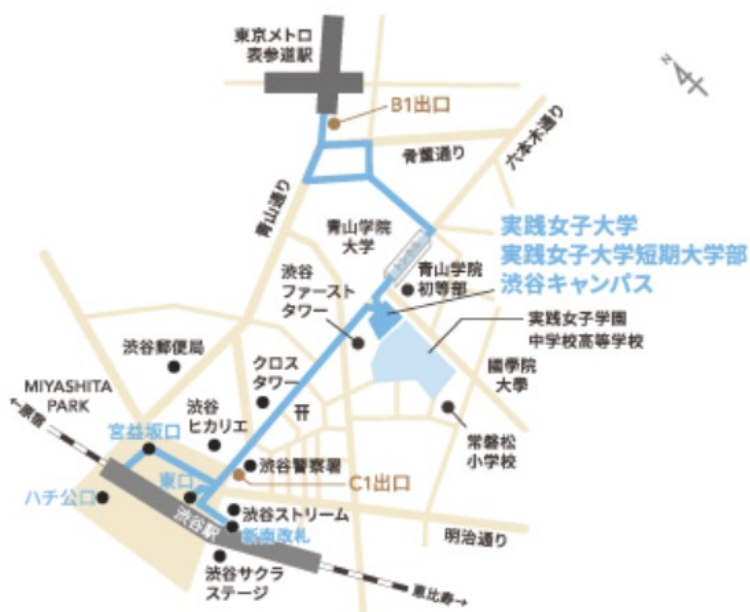 東京メトロ
表参道駅
N
B1出口
骨董通り
六本木通り
青山通り
青山学院
大学
実践女子大学
実践女子大学短期大学部
渋谷キャンパス
トンネル
青山学院
初等部
渋谷
ファースト
タワー
実践女子学園
中学校高等学校
渋谷郵便局
クロス
タワー
國學院
大學
MIYASHITA
PARK
渋谷
ヒカリエ
←原宿
宮益坂口
常磐松
小学校
渋谷警察署
C1出口
東口
ハチ公口
渋谷駅
渋谷ストリーム
新南改札
明治通り
渋谷サクラ
ステージ
恵比寿→